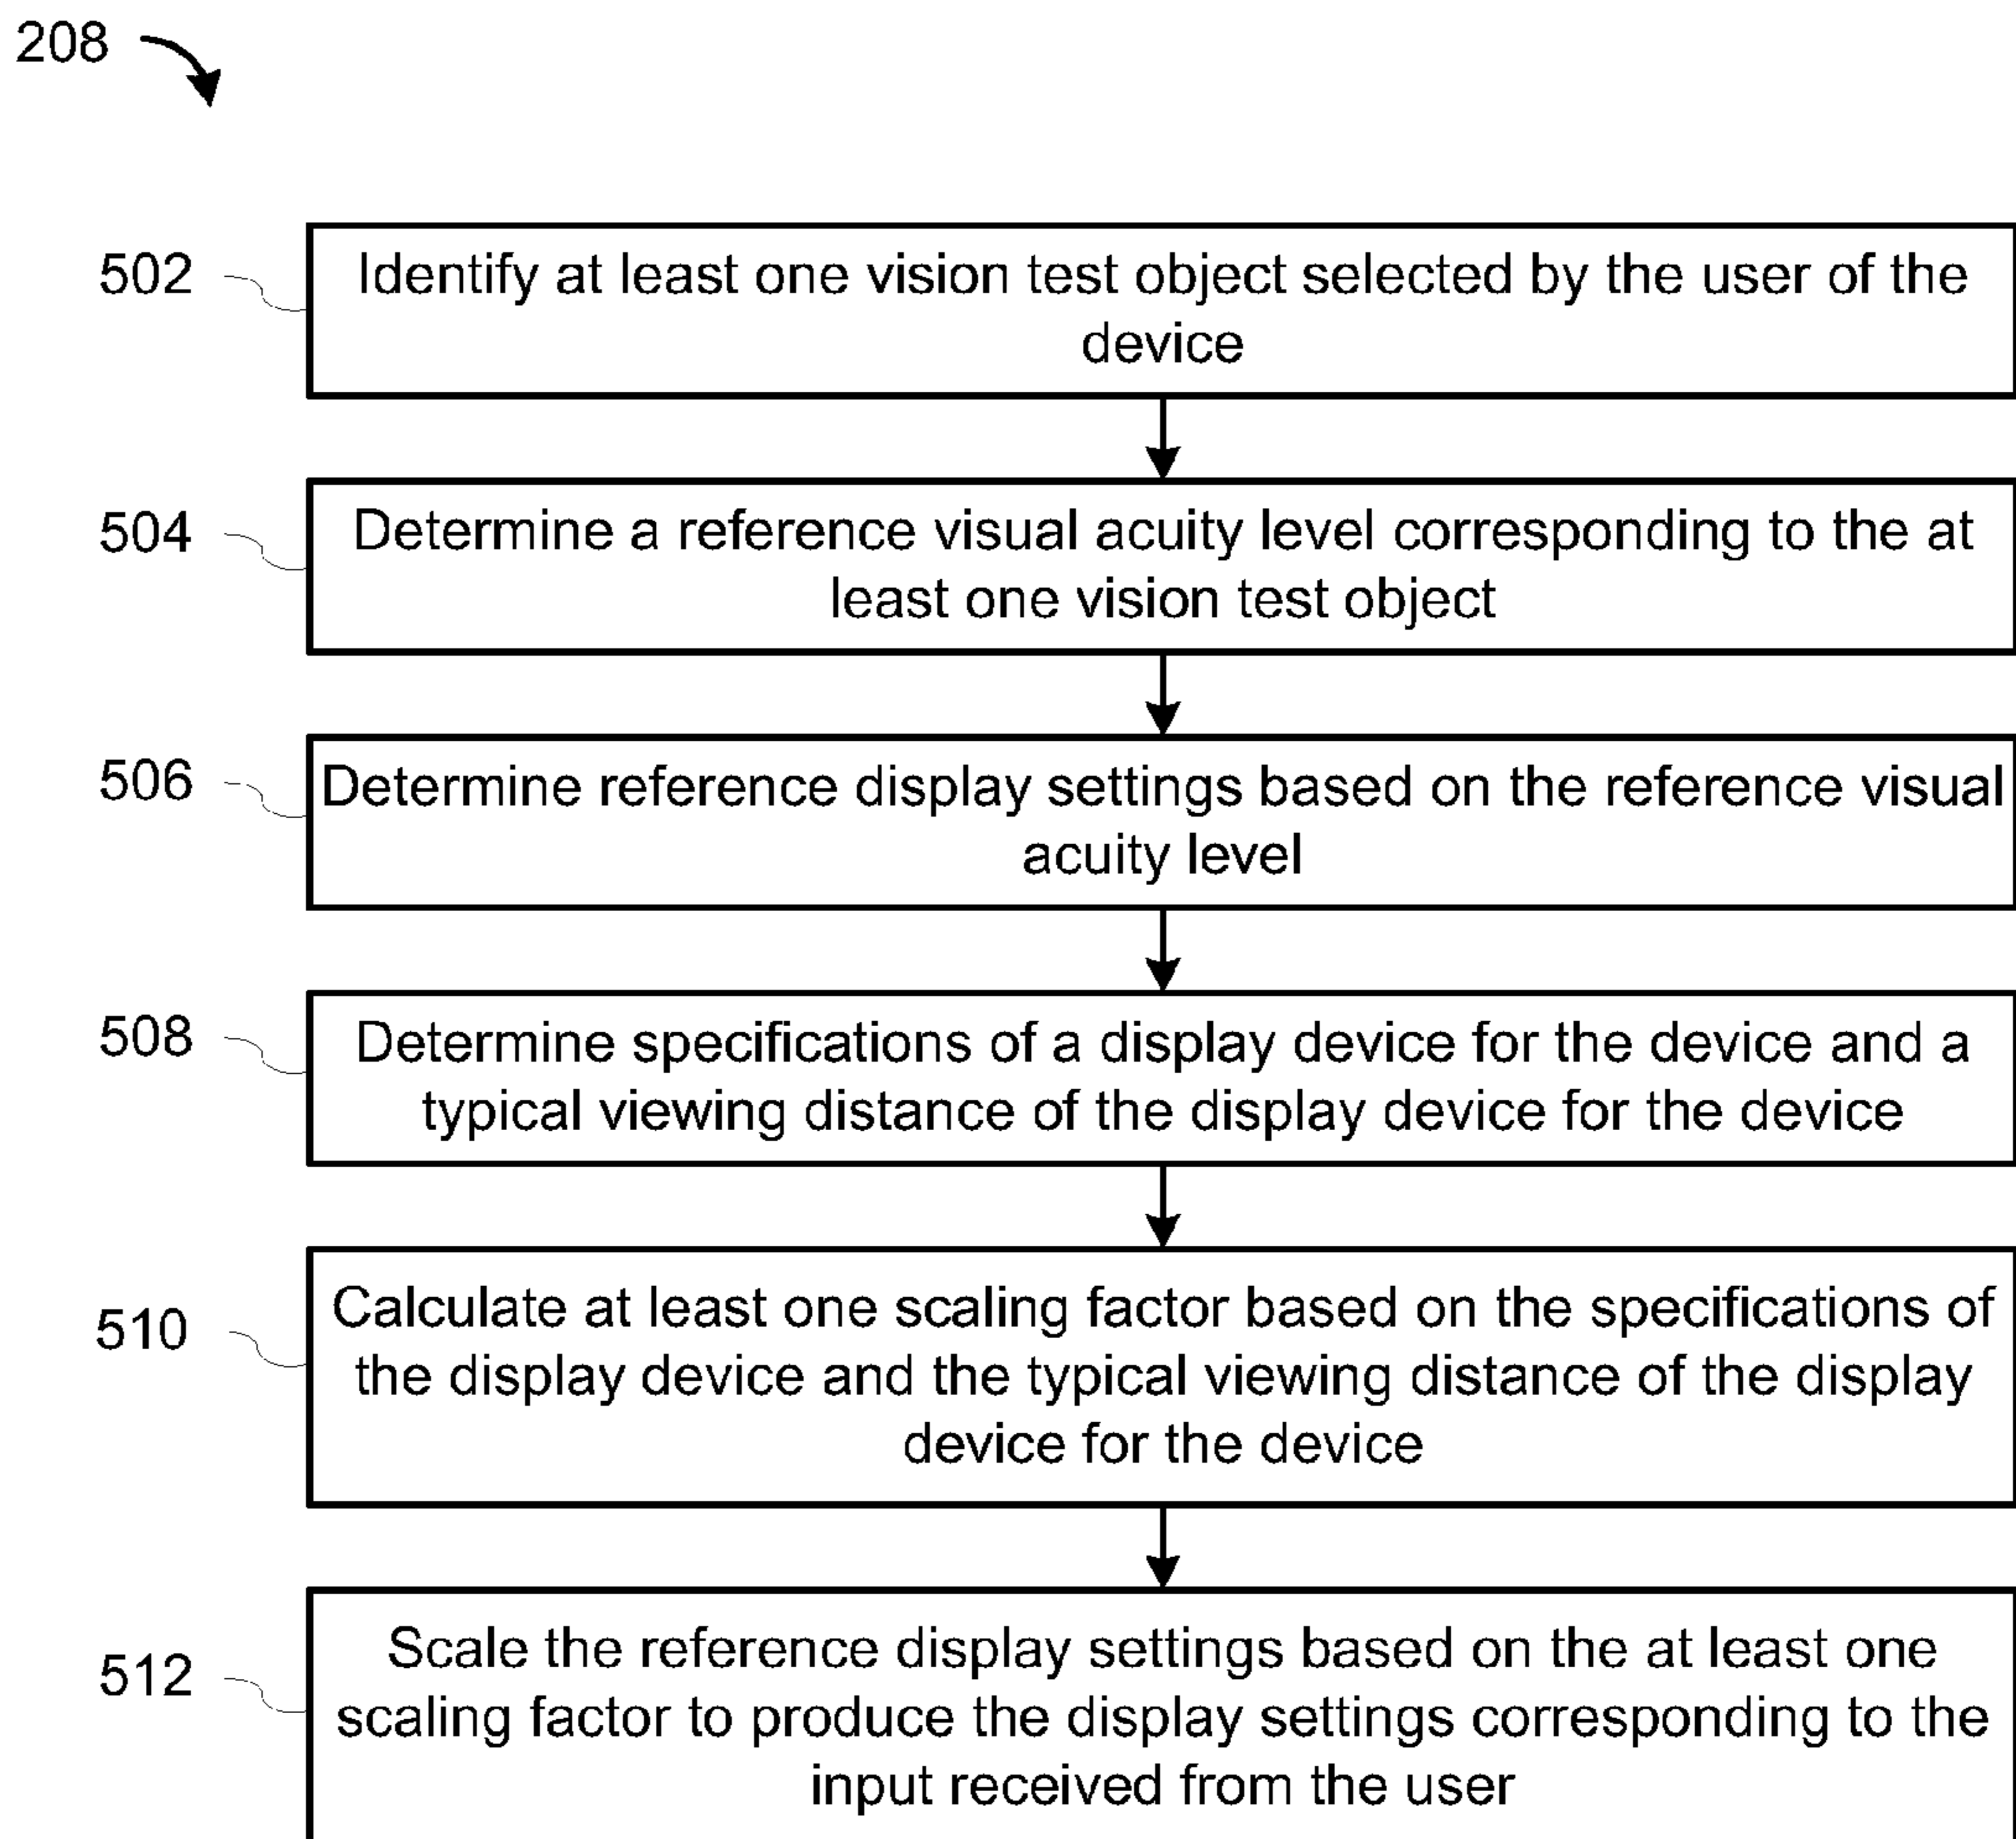 208
502
Identify at least one vision test object selected by the user of the
device
504
Determine a reference visual acuity level corresponding to the at
least one vision test object
506
Determine reference display settings based on the reference visual
acuity level
508
Determine specifications of a display device for the device and a
typical viewing distance of the display device for the device
510
Calculate at least one scaling factor based on the specifications of
the display device and the typical viewing distance of the display
device for the device
512
Scale the reference display settings based on the at least one
scaling factor to produce the display settings corresponding to the
input received from the user